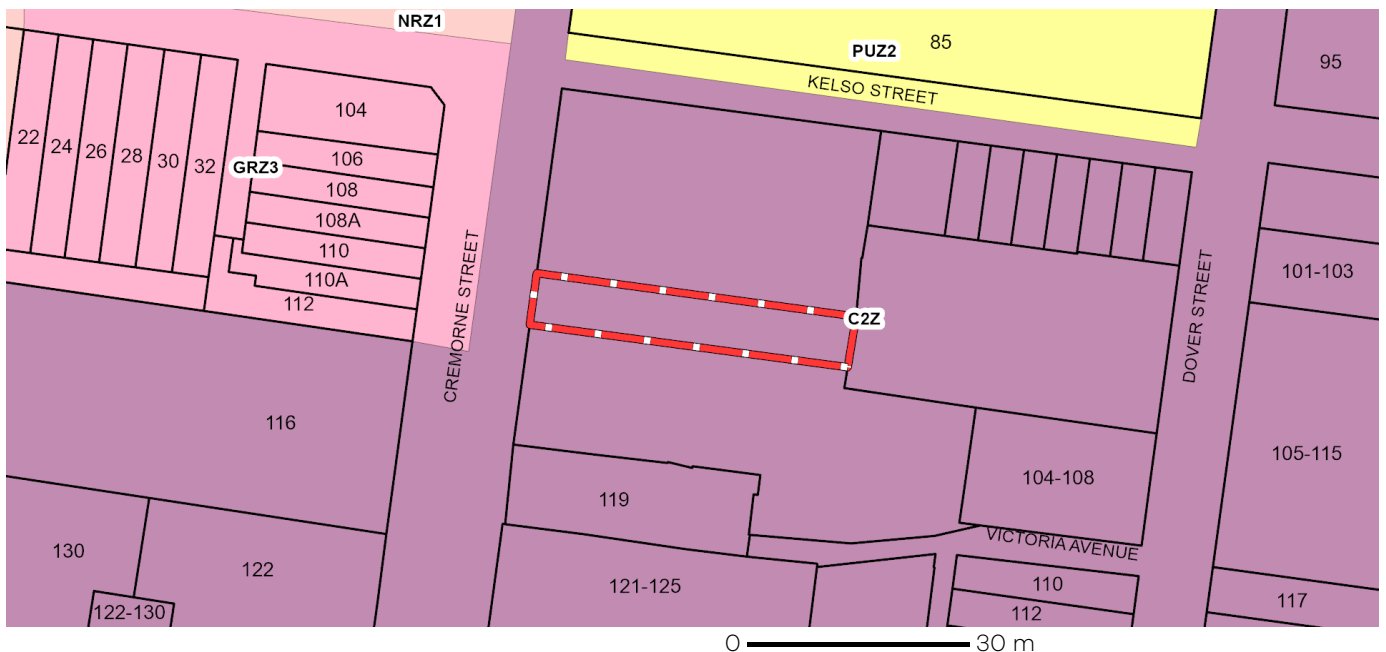 NRZ1
85
PUZ2
95
KELSO STREET
104
22
24
26
28
30
32
106
GRZ3
108
108A
110
110A
112
CREMORNE STREET
C2Z
DOVER STREET
101-103
116
105-115
104-108
119
VICTORIA AVENUE
130
122
121-125
110
112
117
122-130
0 30 m